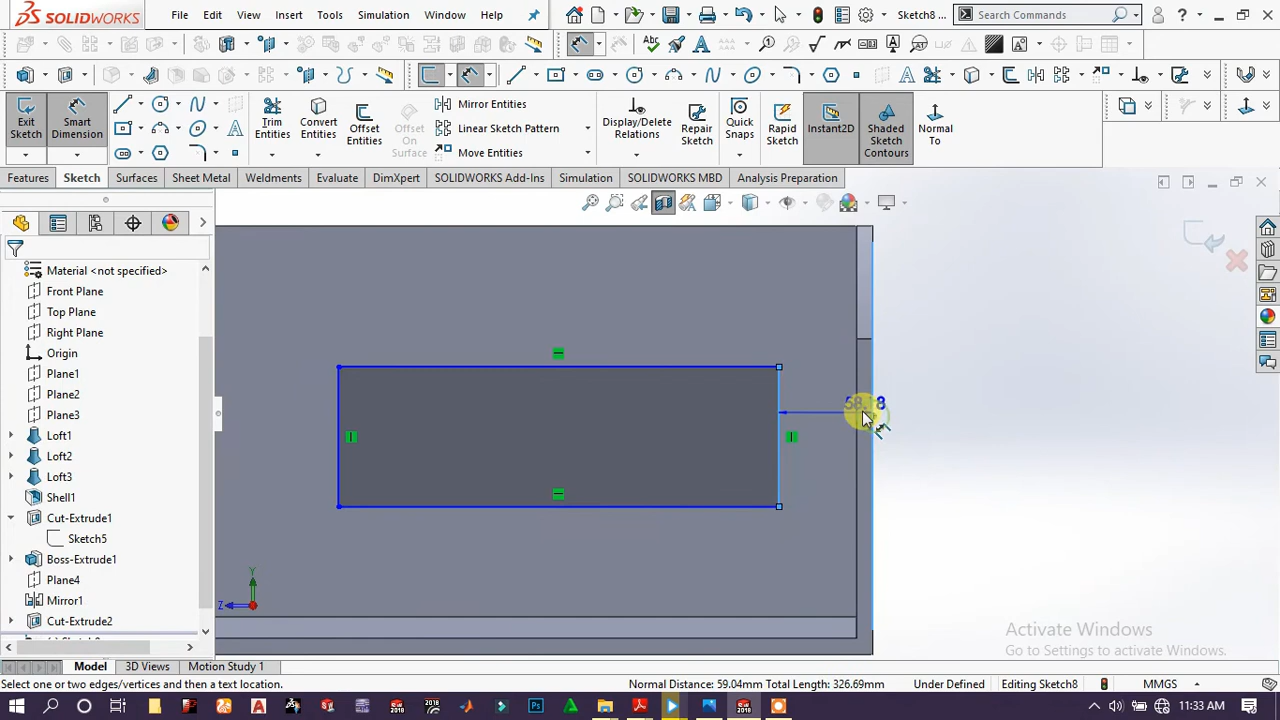 SOLIDWORKS File Edit View Insert Tools Simulation Window Help Sketch8 Search Commands ?
Exit Sketch Smart Dimension Trim Entities Convert Entities Offset Entities Offset On Surface Mirror Entities Linear Sketch Pattern Move Entities Display/Delete Relations Repair Sketch Quick Snaps Rapid Sketch Instant2D Shaded Sketch Contours Normal To
Features Sketch Surfaces Sheet Metal Weldments Evaluate DimXpert SOLIDWORKS Add-Ins Simulation SOLIDWORKS MBD Analysis Preparation
Material <not specified>
Front Plane
Top Plane
Right Plane
Origin
Plane1
Plane2
Plane3
Loft1
Loft2
Loft3
Shell1
Cut-Extrude1
Sketch5
Boss-Extrude1
Plane4
Mirror1
Cut-Extrude2
Y
Z
Activate Windows
Go to Settings to activate Windows.
Model 3D Views Motion Study 1
Select one or two edges/vertices and then a text location. Normal Distance: 59.04mm Total Length: 326.69mm Under Defined Editing Sketch8 MMGS
11:33 AM